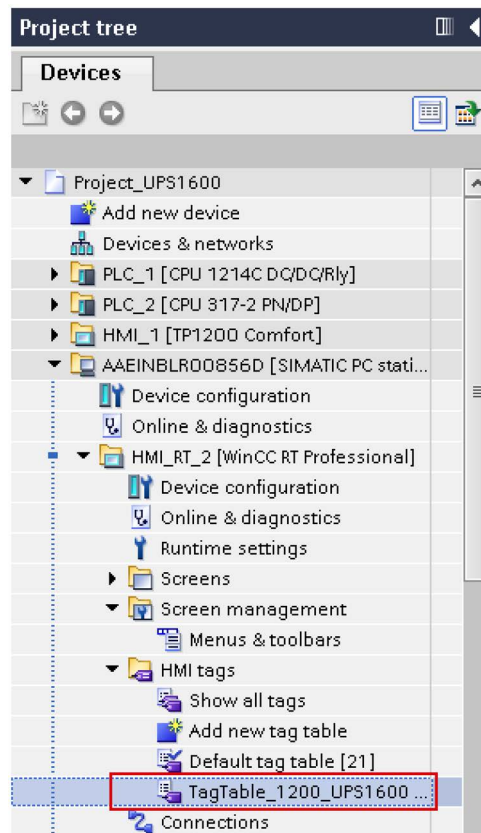 Project tree
Devices
Project_UPS1600
Add new device
Devices & networks
PLC_1 [CPU 1214C DC/DC/Rly]
PLC_2 [CPU 317-2 PN/DP]
HMI_1 [TP1200 Comfort]
AAEINBLR00856D [SIMATIC PC stati...
Device configuration
Online & diagnostics
HMI_RT_2 [WinCC RT Professional]
Device configuration
Online & diagnostics
Runtime settings
Screens
Screen management
Menus & toolbars
HMI tags
Show all tags
Add new tag table
Default tag table [21]
TagTable_1200_UPS1600 ...
Connections